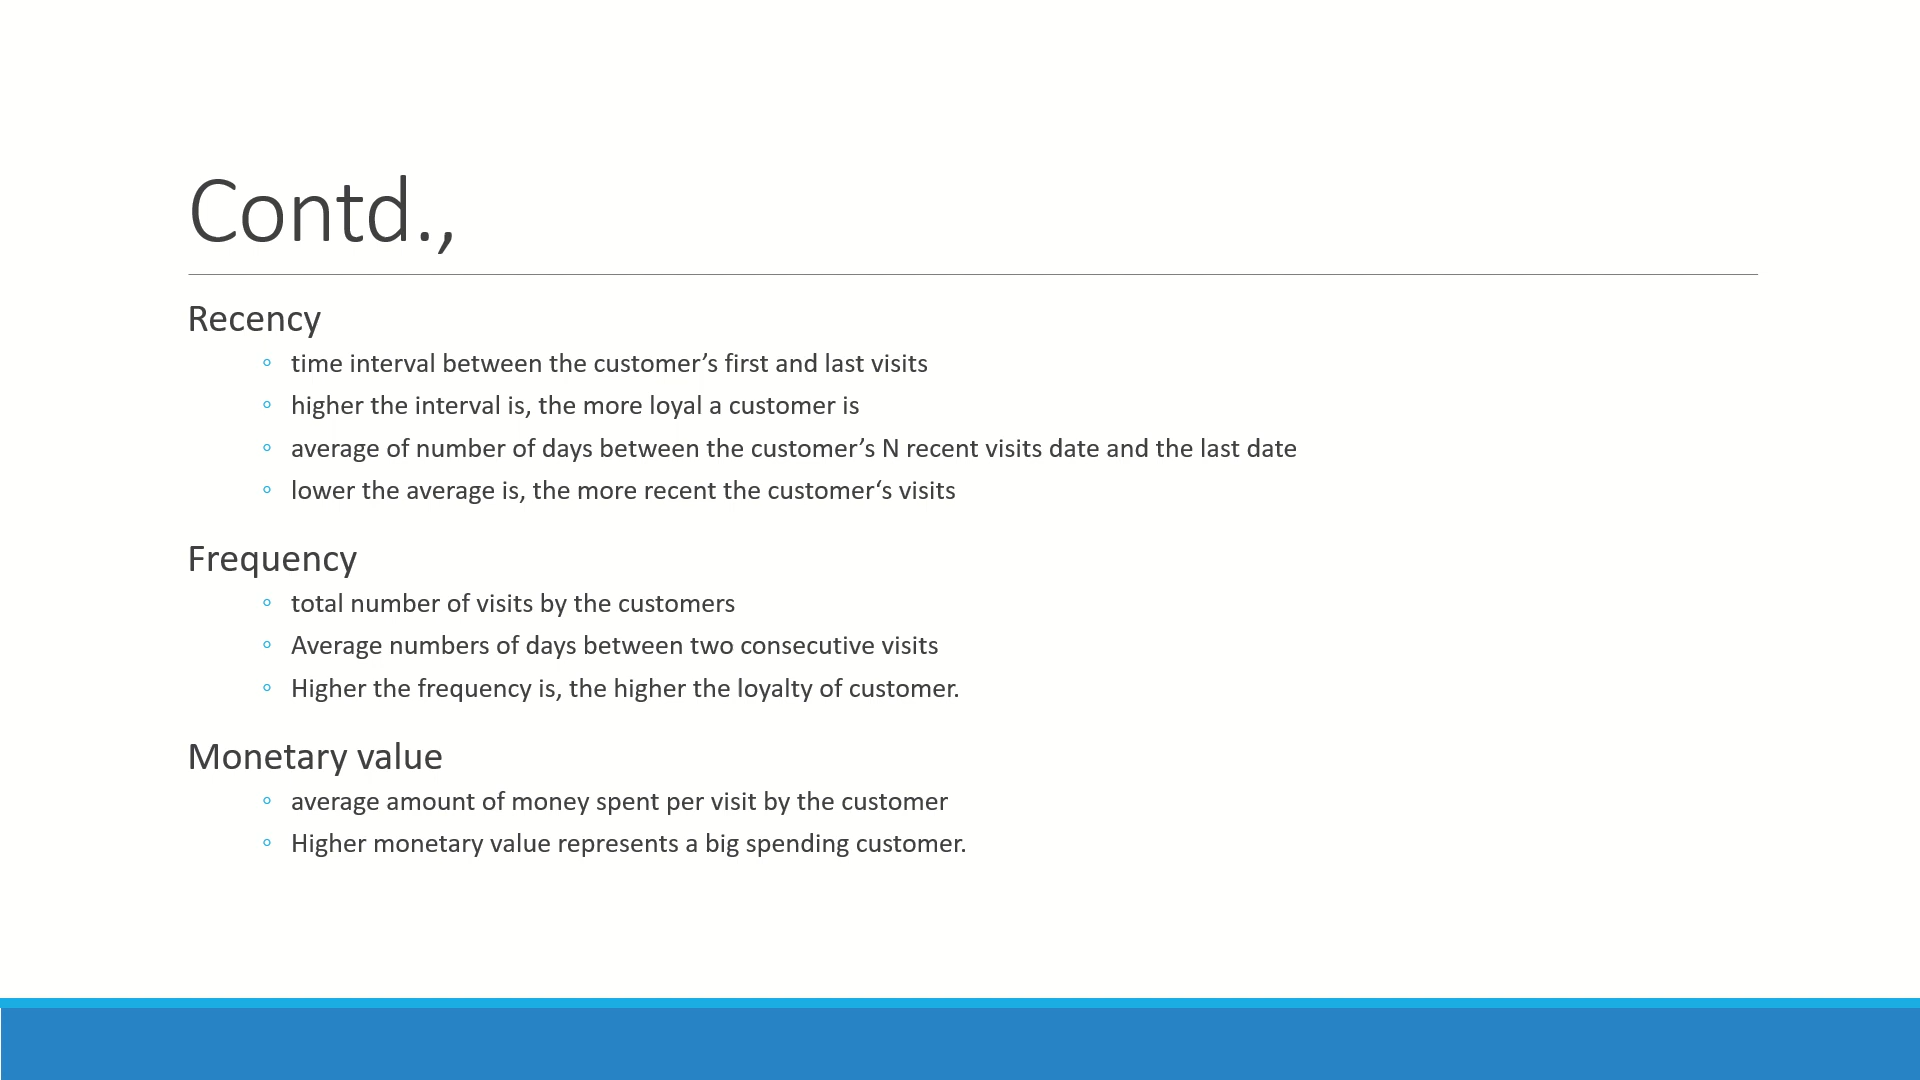 Contd.,
Recency
◦ time interval between the customer’s first and last visits
◦ higher the interval is, the more loyal a customer is
◦ average of number of days between the customer’s N recent visits date and the last date
◦ lower the average is, the more recent the customer‘s visits
Frequency
◦ total number of visits by the customers
◦ Average numbers of days between two consecutive visits
◦ Higher the frequency is, the higher the loyalty of customer.
Monetary value
◦ average amount of money spent per visit by the customer
◦ Higher monetary value represents a big spending customer.